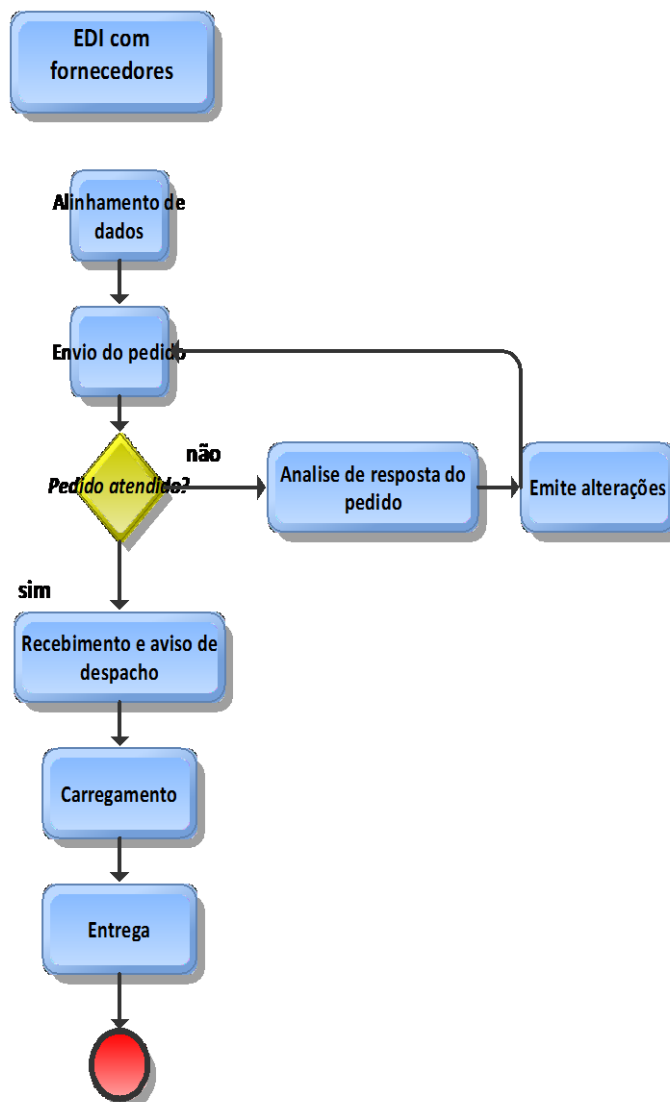 EDI com
fornecedores
Alinhamento de
dados
Envio do pedido
Pedido atendido?
não
Analise de resposta do
pedido
Emite alterações
sim
Recebimento e aviso de
despacho
Carregamento
Entrega